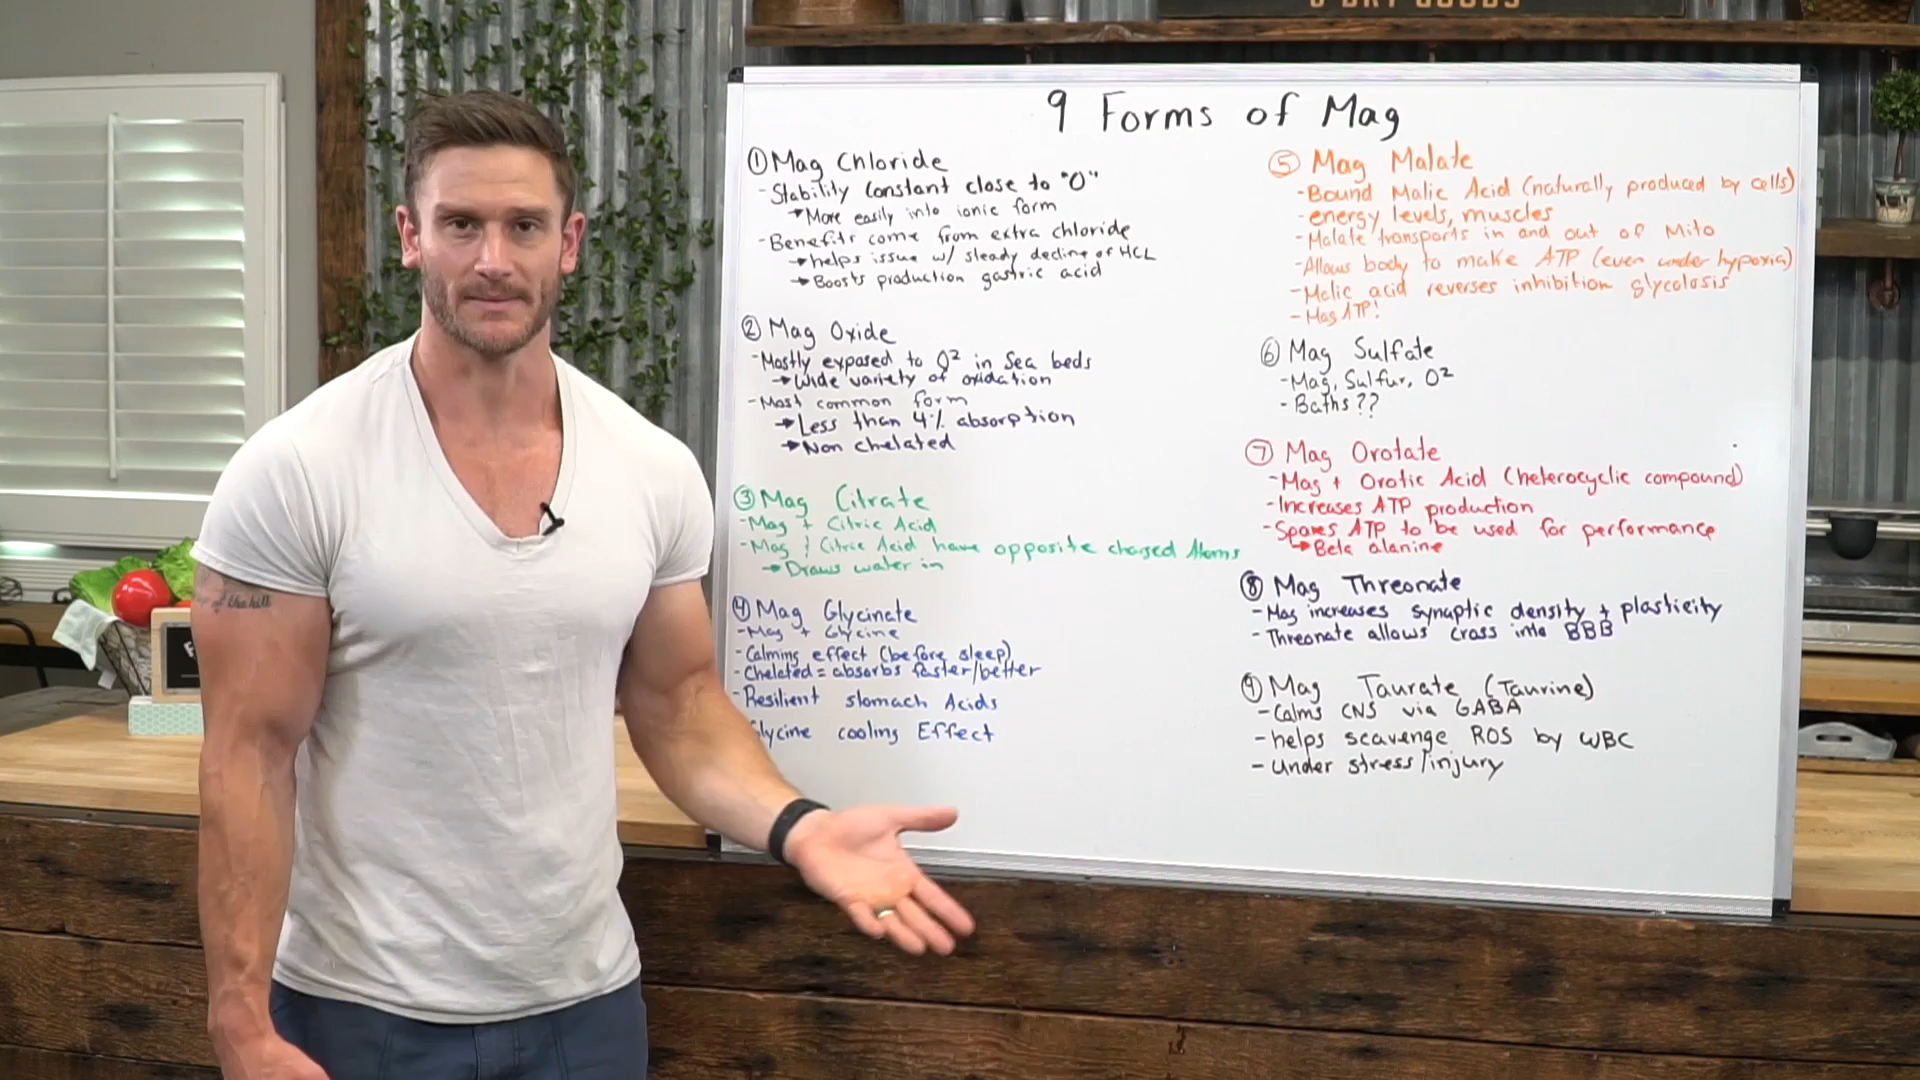 & DRY GOODS
9 Forms of Mag
① Mag Chloride
- Stability Constant close to "0"
→ More easily into ionic form
- Benefits come from extra chloride
→ helps issue w/ steady decline of HCL
→ Boosts production gastric acid
② Mag Oxide
- Mostly exposed to O² in Sea beds
→ Wide variety of oxidation
- Most common form
→ Less than 4% absorption
→ Non chelated
③ Mag Citrate
- Mag + Citric Acid
- Mag & Citric Acid have opposite charged Atoms
→ Draws water in
④ Mag Glycinate
- Mag + Glycine
- Calming effect (before sleep)
- Chelated = absorbs faster/better
- Resilient stomach Acids
lycine cooling Effect
⑤ Mag Malate
- Bound Malic Acid (naturally produced by cells)
- energy levels, muscles
- Malate transports in and out of Mito
- Allows body to make ATP (even under hypoxia)
- Malic acid reverses inhibition glycolosis
- Mag ATP!
⑥ Mag Sulfate
- Mag, Sulfur, O²
- Baths??
⑦ Mag Orotate
- Mag + Orotic Acid (heterocyclic compound)
- Increases ATP production
- Spares ATP to be used for performance
→ Beta alanine
⑧ Mag Threonate
- Mag increases synaptic density + plasticity
- Threonate allows cross into BBB
⑨ Mag Taurate (Taurine)
- Calms CNS via GABA
- helps scavenge ROS by WBC
- Under stress/injury
of the hill